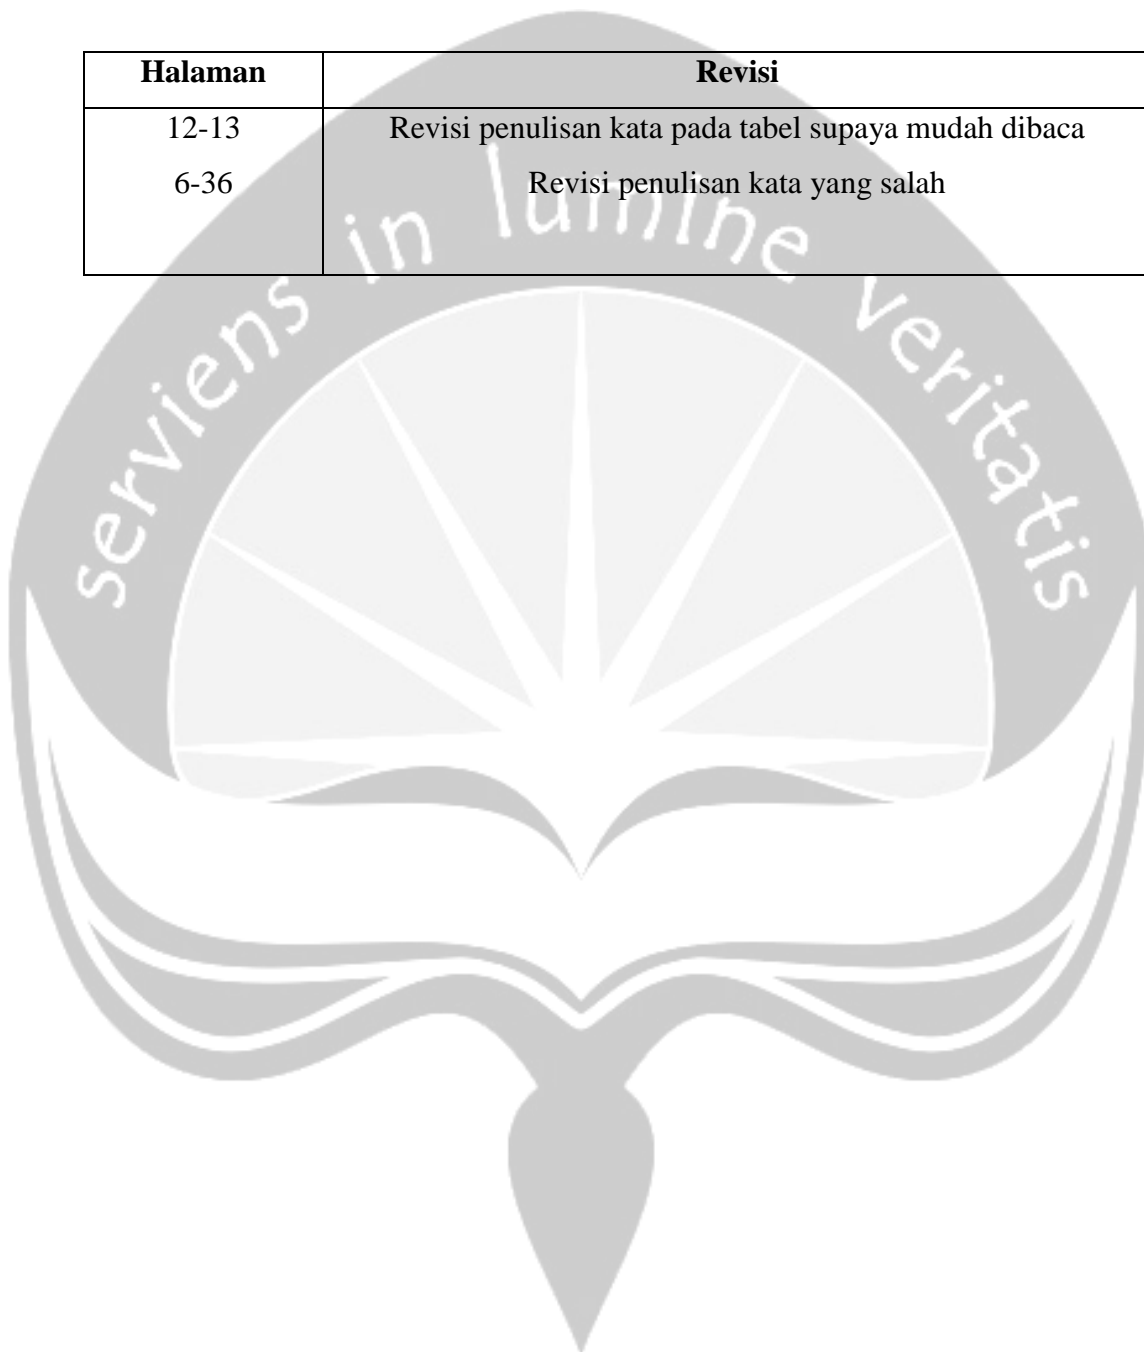 Halaman Revisi
12-13 Revisi penulisan kata pada tabel supaya mudah dibaca
6-36 Revisi penulisan kata yang salah
serviens in lumine veritatis